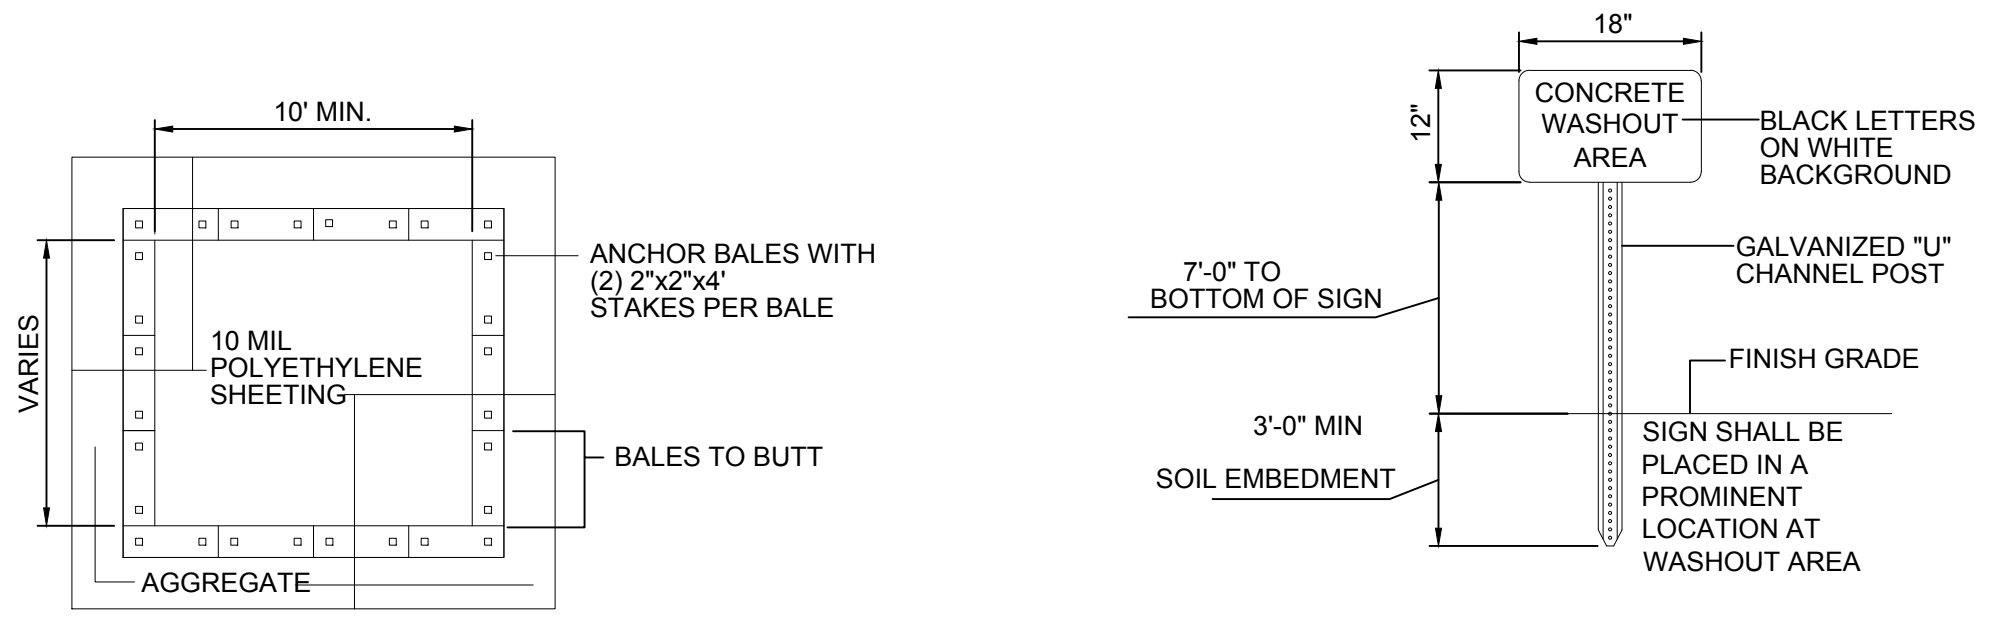 10' MIN.
VARIES
10 MIL
POLYETHYLENE
SHEETING
ANCHOR BALES WITH
(2) 2"x2"x4'
STAKES PER BALE
BALES TO BUTT
AGGREGATE
18"
12"
CONCRETE
WASHOUT
AREA
BLACK LETTERS
ON WHITE
BACKGROUND
GALVANIZED "U"
CHANNEL POST
7'-0" TO
BOTTOM OF SIGN
FINISH GRADE
3'-0" MIN
SOIL EMBEDMENT
SIGN SHALL BE
PLACED IN A
PROMINENT
LOCATION AT
WASHOUT AREA